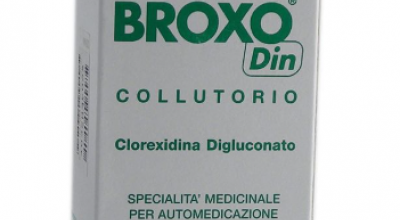 BROXO®
Din
COLLUTORIO
Clorexidina Digluconato
SPECIALITA' MEDICINALE
PER AUTOMEDICAZIONE